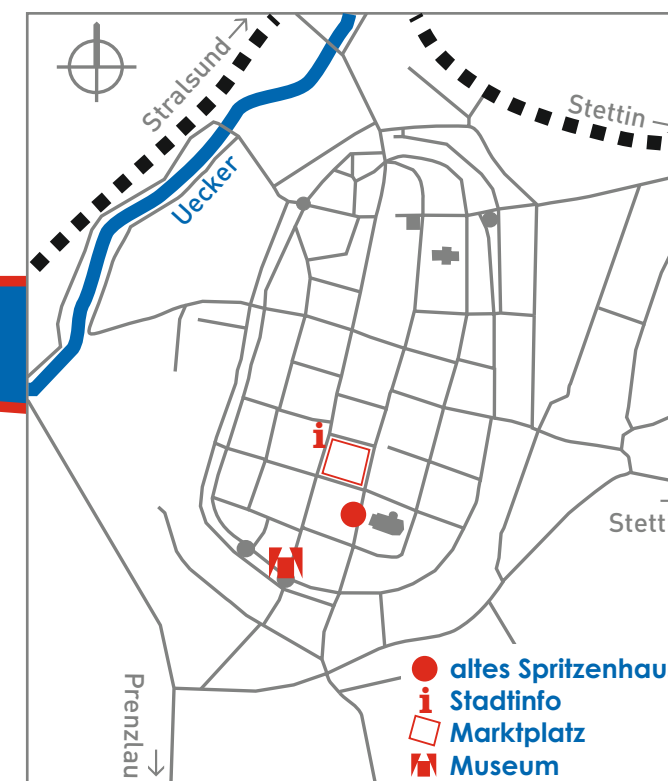 Stralsund
Stettin
Uecker
i
Stett
Prenzlau
altes Spritzenhau
i Stadtinfo
Marktplatz
Museum